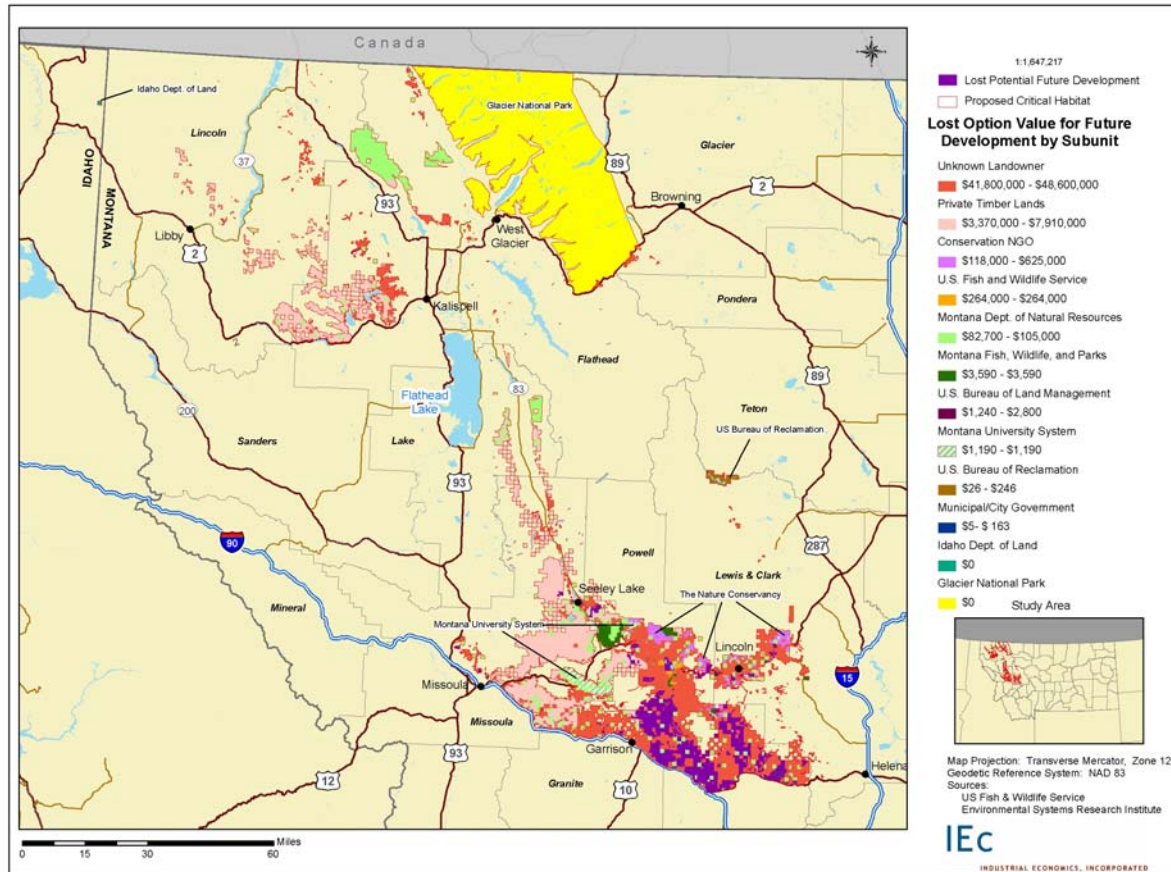 Canada
Idaho Dept. of Land
Glacier National Park
Lincoln
Glacier
37
89
IDAHO
MONTANA
93
Browning
2
Libby
West
Glacier
2
Kalispell
Pondera
Flathead
83
Flathead
Lake
89
200
Teton
US Bureau of Reclamation
Sanders
Lake
93
90
Powell
287
Lewis & Clark
Seeley Lake
The Nature Conservancy
Mineral
Montana University System
Lincoln
15
Missoula
Missoula
Garrison
93
Helena
12
Granite
10
0 15 30 60
Miles
1:1,647,217
Lost Potential Future Development
Proposed Critical Habitat
Lost Option Value for Future
Development by Subunit
Unknown Landowner
$41,800,000 - $48,600,000
Private Timber Lands
$3,370,000 - $7,910,000
Conservation NGO
$118,000 - $625,000
U.S. Fish and Wildlife Service
$264,000 - $264,000
Montana Dept. of Natural Resources
$82,700 - $105,000
Montana Fish, Wildlife, and Parks
$3,590 - $3,590
U.S. Bureau of Land Management
$1,240 - $2,800
Montana University System
$1,190 - $1,190
U.S. Bureau of Reclamation
$26 - $246
Municipal/City Government
$5- $ 163
Idaho Dept. of Land
$0
Glacier National Park
$0
Study Area
Map Projection: Transverse Mercator, Zone 12
Geodetic Reference System: NAD 83
Sources:
US Fish & Wildlife Service
Environmental Systems Research Institute
IEc
INDUSTRIAL ECONOMICS, INCORPORATED